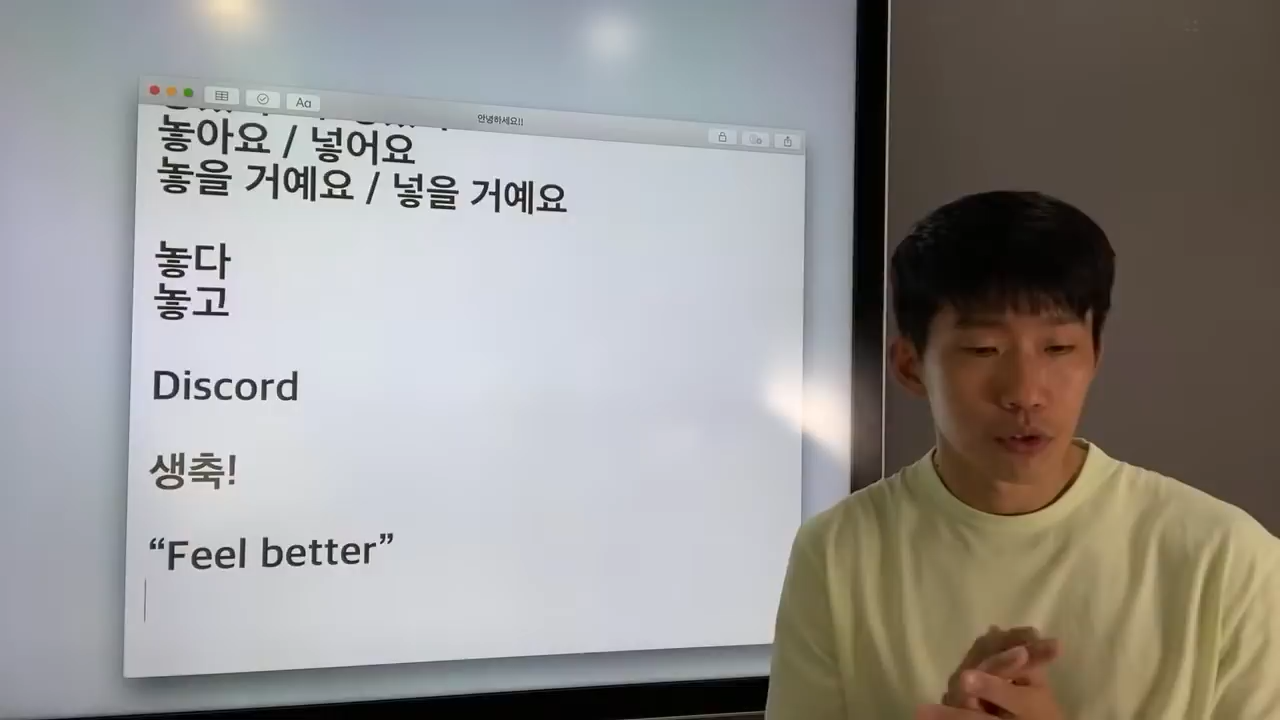 Aa
안녕하세요!!
놓아요 / 넣어요
놓을 거예요 / 넣을 거예요
놓다
놓고
Discord
생축!
“Feel better”